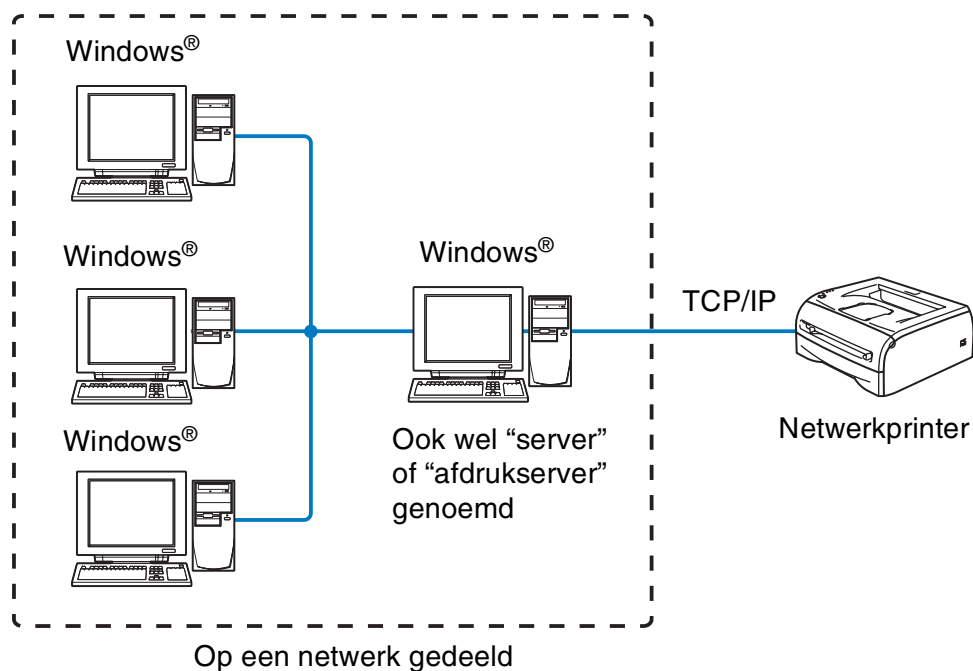 Windows®
Windows®
Windows®
TCP/IP
Windows®
Ook wel “server”
of “afdrukserver”
genoemd
Netwerkprinter
Op een netwerk gedeeld